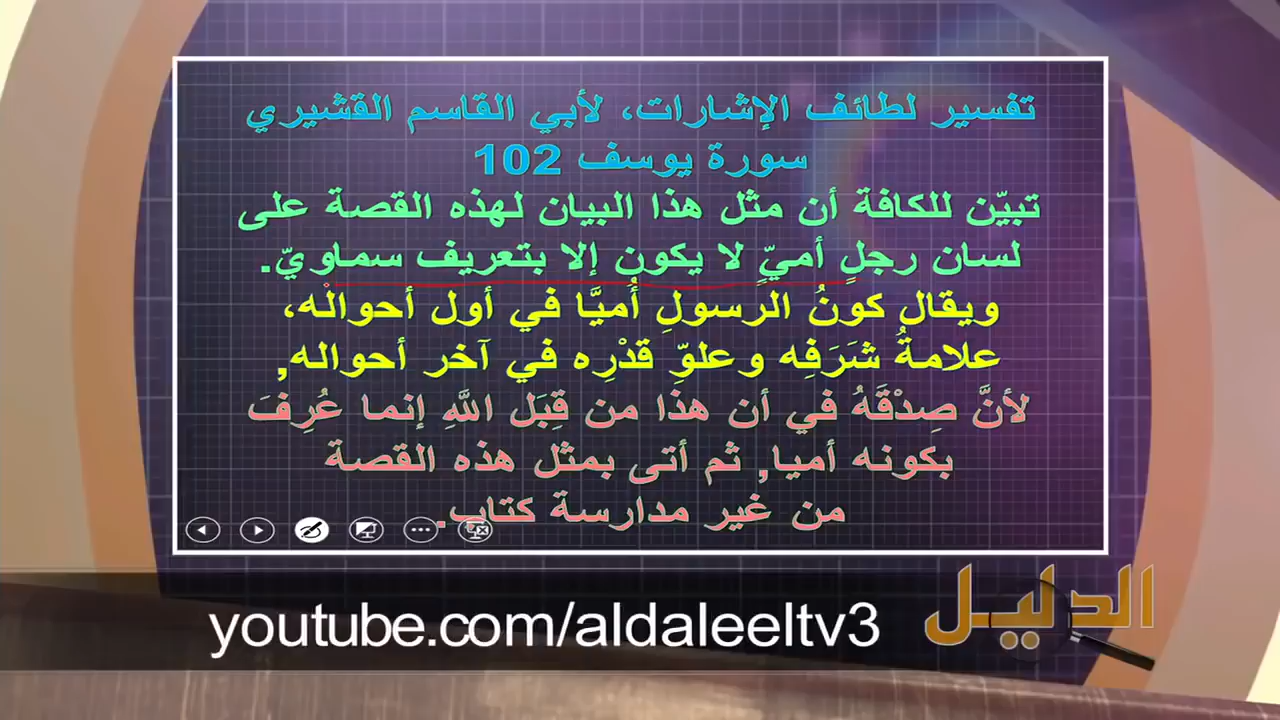 تفسير لطائف الإشارات، لأبي القاسم القشيري
سورة يوسف 102
تبيّن للكافة أن مثل هذا البيان لهذه القصة على
لسان رجلٍ أميٍّ لا يكون إلا بتعريف سماويّ.
ويقال كونُ الرسولِ أُميَّا في أول أحواله،
علامةُ شَرَفِه وعلوِّ قدْرِه في آخر أحواله,
لأنَّ صِدْقَهُ في أن هذا من قِبَل اللَّهِ إنما عُرِفَ
بكونه أميا, ثم أتى بمثل هذه القصة
من غير مدارسة كتاب.
الدليل
youtube.com/aldaleeltv3